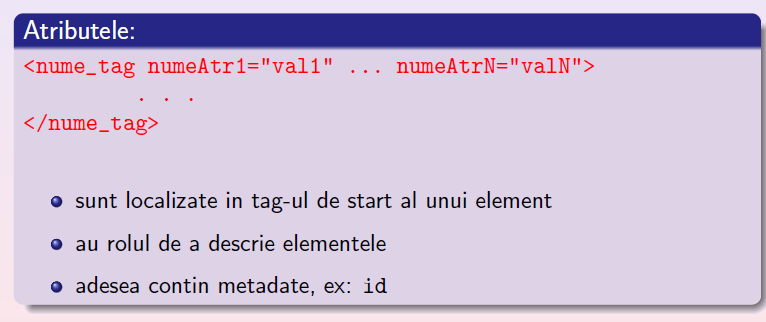 Atributele:
<nume_tag numeAtr1="val1" ... numeAtrN="valN">
. . .
</nume_tag>
sunt localizate in tag-ul de start al unui element
au rolul de a descrie elementele
adesea contin metadate, ex: id